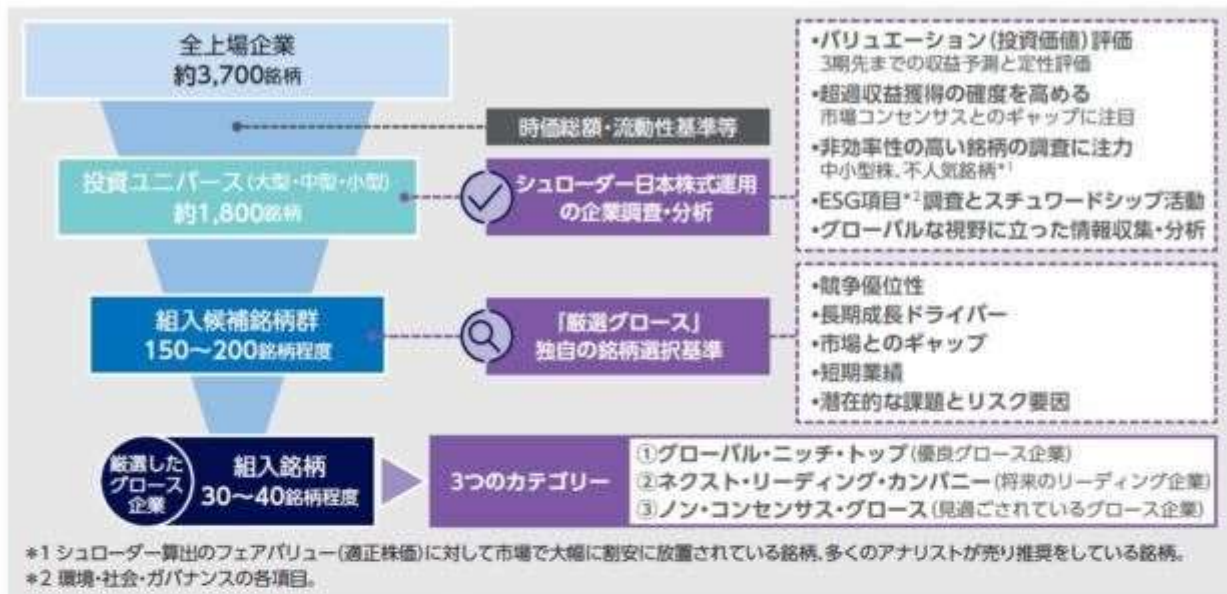 全上場企業
約3,700銘柄
時価総額・流動性基準等
投資ユニバース(大型・中型・小型)
約1,800銘柄
シュローダー日本株式運用
の企業調査・分析
•バリュエーション(投資価値)評価
3期先までの収益予測と定性評価
•超過収益獲得の確度を高める
市場コンセンサスとのギャップに注目
•非効率性の高い銘柄の調査に注力
中小型株、不人気銘柄*1
•ESG項目*2調査とスチュワードシップ活動
•グローバルな視野に立った情報収集・分析
組入候補銘柄群
150〜200銘柄程度
「厳選グロース」
独自の銘柄選択基準
•競争優位性
•長期成長ドライバー
•市場とのギャップ
•短期業績
•潜在的な課題とリスク要因
厳選した
グロース
企業
組入銘柄
30〜40銘柄程度
3つのカテゴリー
①グローバル・ニッチ・トップ(優良グロース企業)
②ネクスト・リーディング・カンパニー(将来のリーディング企業)
③ノン・コンセンサス・グロース(見過ごされているグロース企業)
*1 シュローダー算出のフェアバリュー(適正株価)に対して市場で大幅に割安に放置されている銘柄、多くのアナリストが売り推奨をしている銘柄。
*2 環境・社会・ガバナンスの各項目。